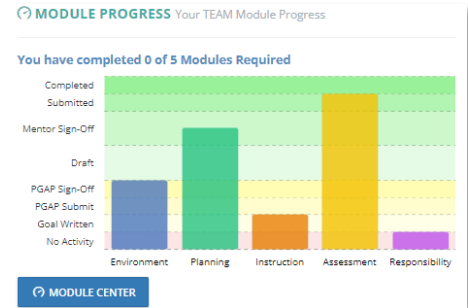 MODULE PROGRESS Your TEAM Module Progress
You have completed 0 of 5 Modules Required
Completed
Submitted
Mentor Sign-Off
Draft
PGAP Sign-Off
PGAP Submit
Goal Written
No Activity
Environment Planning Instruction Assessment Responsibility
MODULE CENTER